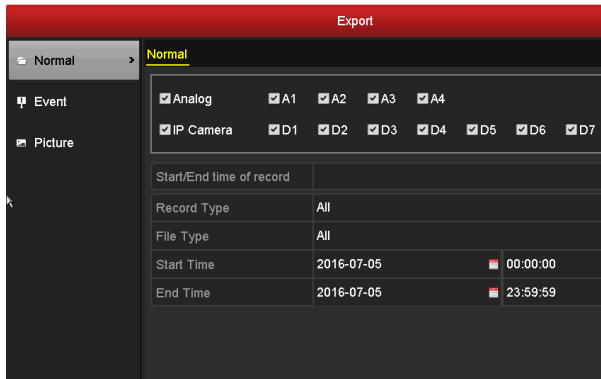 Export
Normal
Event
Picture
Normal
Analog A1 A2 A3 A4
IP Camera D1 D2 D3 D4 D5 D6 D7
Start/End time of record
Record Type All
File Type All
Start Time 2016-07-05 00:00:00
End Time 2016-07-05 23:59:59